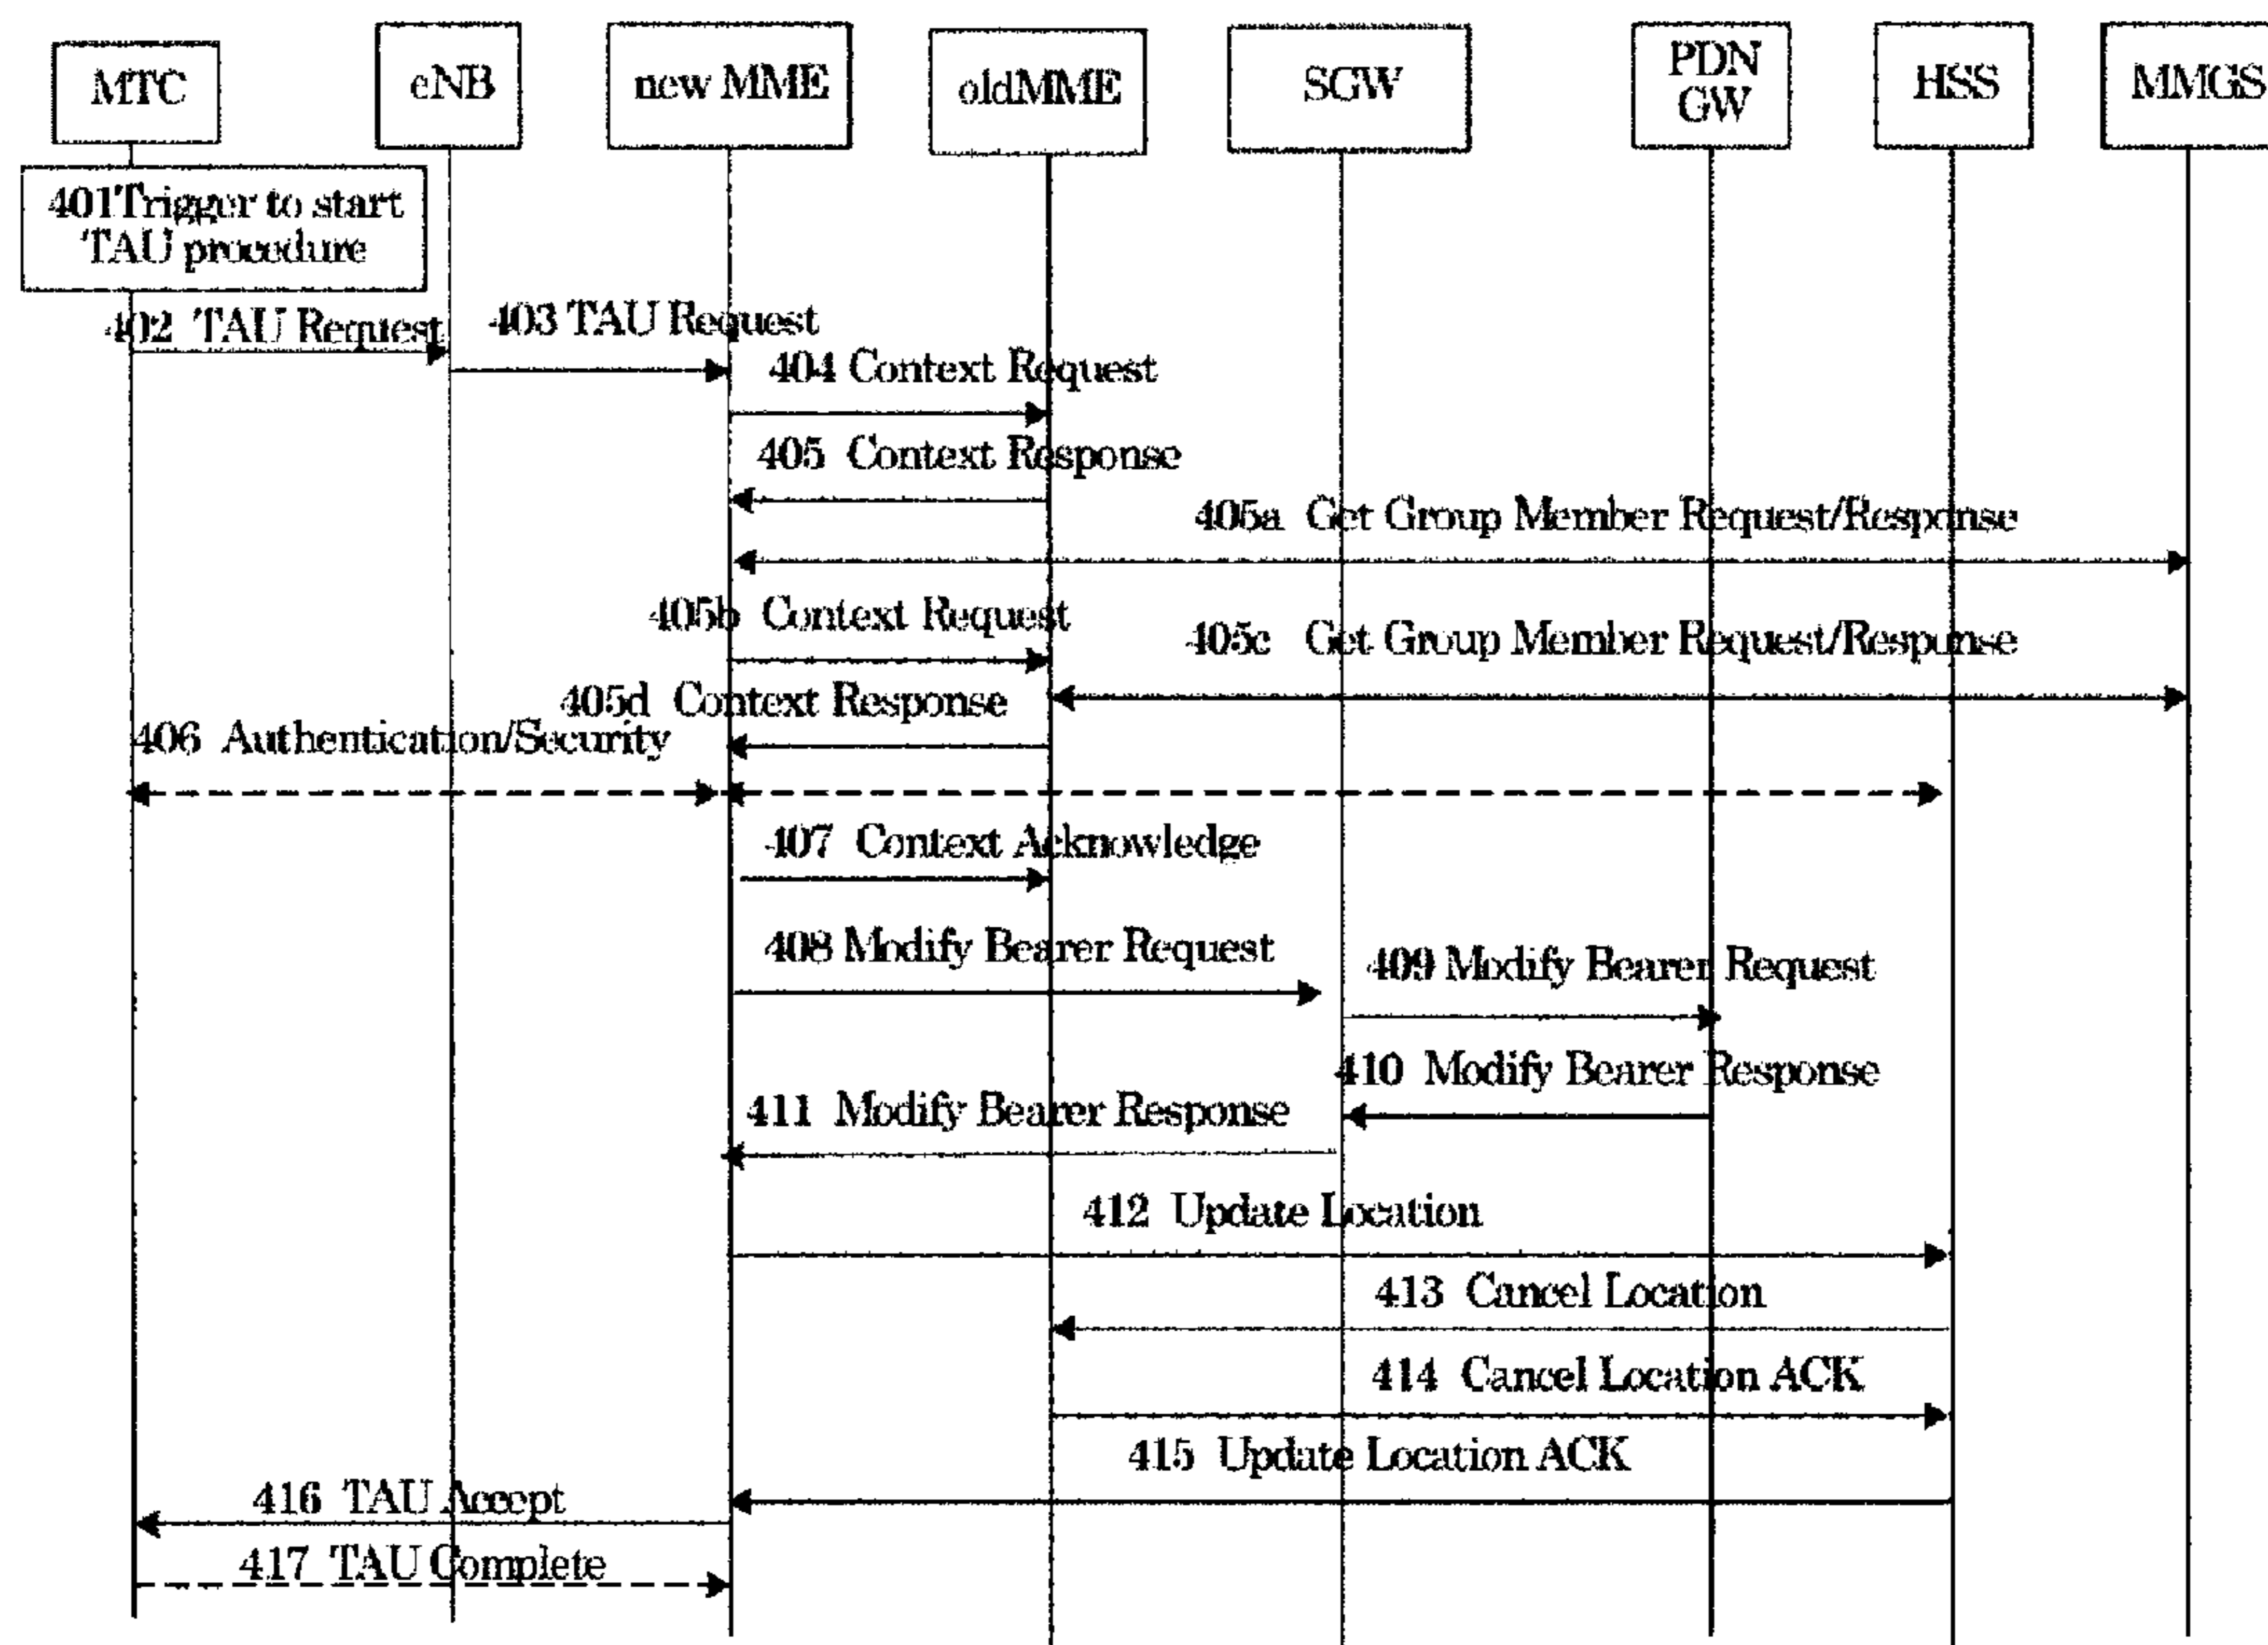 MTC
eNB
new MME
oldMME
SGW
PDN
GW
HSS
MMGS
401Trigger to start
TAU procedure
402 TAU Request
403 TAU Request
404 Context Request
405 Context Response
405a Get Group Member Request/Response
405b Context Request
405c Get Group Member Request/Response
405d Context Response
406 Authentication/Security
407 Context Acknowledge
408 Modify Bearer Request
409 Modify Bearer Request
410 Modify Bearer Response
411 Modify Bearer Response
412 Update Location
413 Cancel Location
414 Cancel Location ACK
415 Update Location ACK
416 TAU Accept
417 TAU Complete